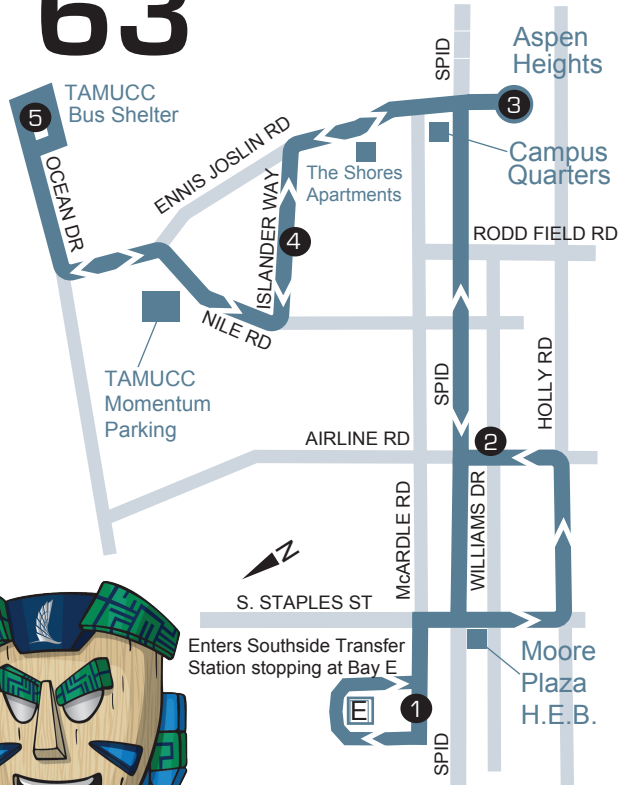 63
SPID
Aspen
Heights
3
TAMUCC
Bus Shelter
5
ENNIS JOSLIN RD
The Shores
Apartments
Campus
Quarters
OCEAN DR
ISLANDER WAY
4
RODD FIELD RD
NILE RD
TAMUCC
Momentum
Parking
SPID
HOLLY RD
AIRLINE RD
2
McARDLE RD
WILLIAMS DR
N
S. STAPLES ST
Enters Southside Transfer
Station stopping at Bay E
E
1
Moore
Plaza
H.E.B.
SPID